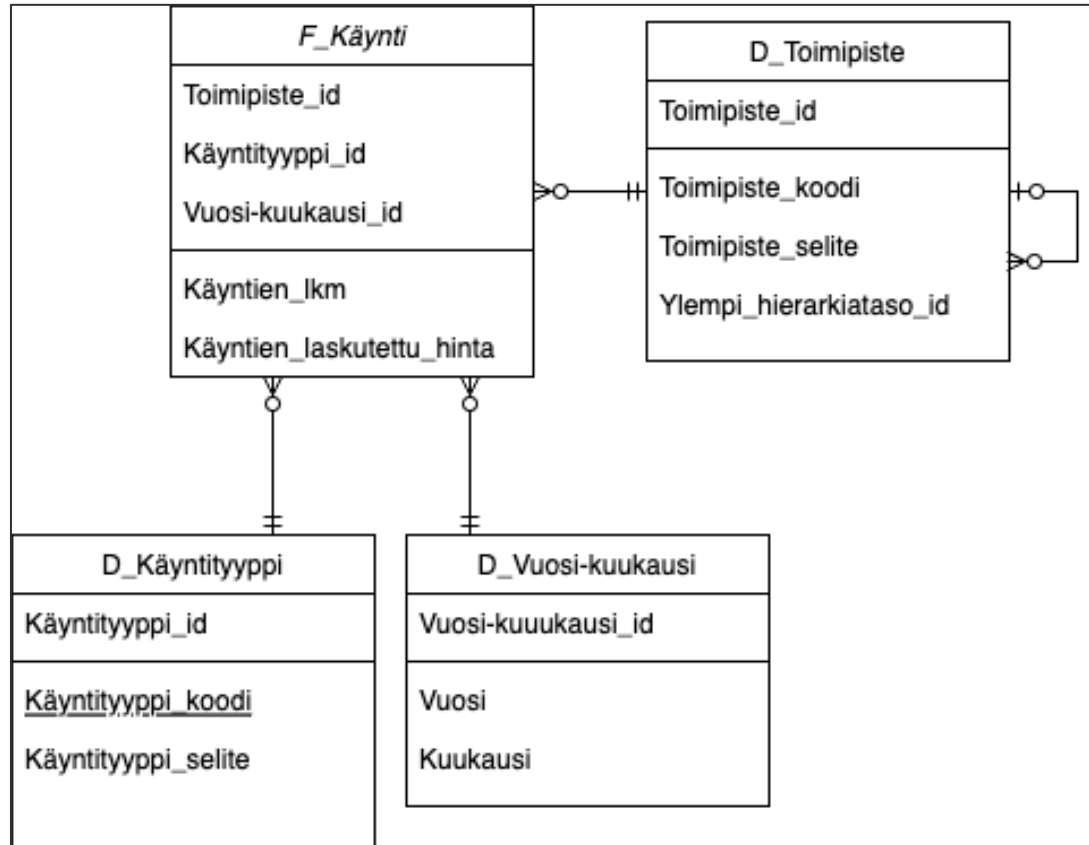 F_Käynti
Toimipiste_id
Käyntityyppi_id
Vuosi-kuukausi_id
Käyntien_lkm
Käyntien_laskutettu_hinta
D_Toimipiste
Toimipiste_id
Toimipiste_koodi
Toimipiste_selite
Ylempi_hierarkiataso_id
D_Käyntityyppi
Käyntityyppi_id
Käyntityyppi_koodi
Käyntityyppi_selite
D_Vuosi-kuukausi
Vuosi-kuuukausi_id
Vuosi
Kuukausi